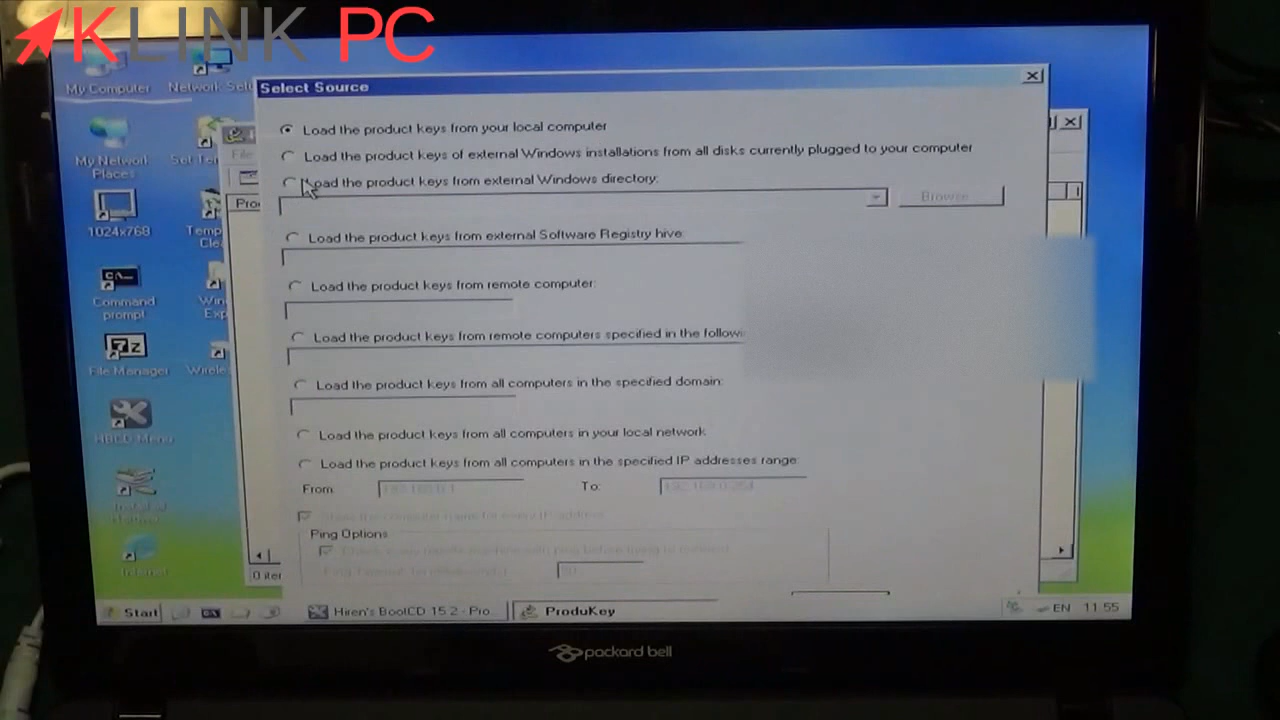 KLINK PC
My Computer
Network Setu
Select Source
Load the product keys from your local computer
Load the product keys of external Windows installations from all disks currently plugged to your computer
Load the product keys from external Windows directory:
Browse
My Network
Places
Set Ten
File
Pro
Load the product keys from external Software Registry hive:
1024x768
Temp
Cle
Load the product keys from remote computer:
Command
prompt
Win
Exp
Load the product keys from remote computers specified in the follow
File Manager
Wirele
Load the product keys from all computers in the specified domain:
HBCD Menu
Load the product keys from all computers in your local network
Load the product keys from all computers in the specified IP addresses range:
From:
To:
Ping Options
Internet
0 iter
Start
Hiren's BootCD 15.2 - Pro...
ProduKey
EN
11:55
packard bell